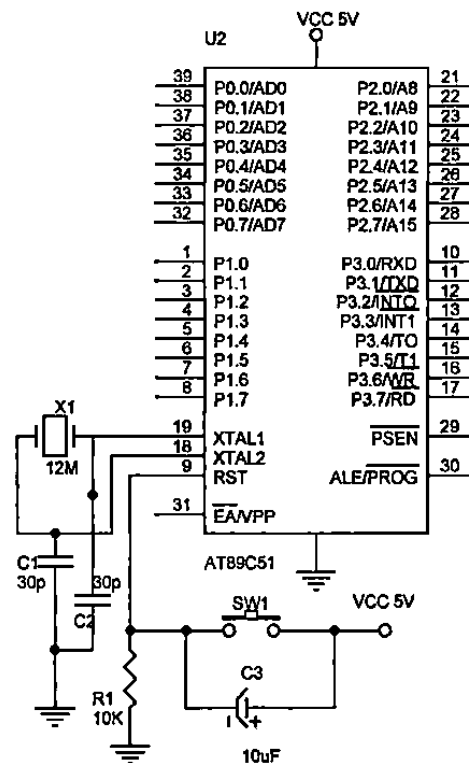 VCC 5V
U2
39 P0.0/AD0 P2.0/A8 21
38 P0.1/AD1 P2.1/A9 22
37 P0.2/AD2 P2.2/A10 23
36 P0.3/AD3 P2.3/A11 24
35 P0.4/AD4 P2.4/A12 25
34 P0.5/AD5 P2.5/A13 26
33 P0.6/AD6 P2.6/A14 27
32 P0.7/AD7 P2.7/A15 28
1 P1.0 P3.0/RXD 10
2 P1.1 P3.1/TXD 11
3 P1.2 P3.2/INTO 12
4 P1.3 P3.3/INT1 13
5 P1.4 P3.4/TO 14
6 P1.5 P3.5/T1 15
7 P1.6 P3.6/WR 16
8 P1.7 P3.7/RD 17
X1
12M
19 XTAL1 PSEN 29
18 XTAL2
9 RST ALE/PROG 30
31 EA/VPP
AT89C51
C1
30p
30p
C2
SW1
VCC 5V
R1
10K
C3
10uF